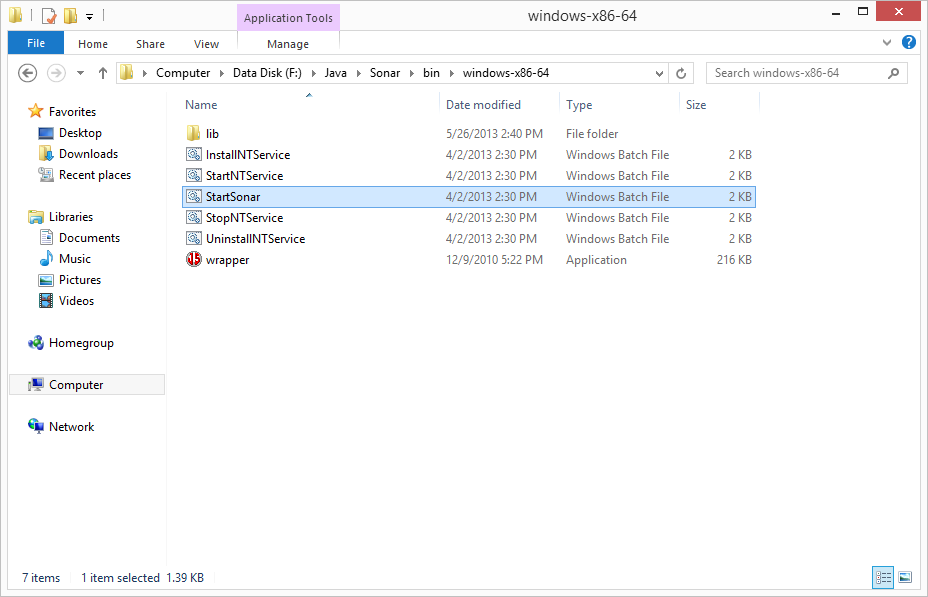 Application Tools
windows-x86-64
File Home Share View Manage
Computer Data Disk (F:) Java Sonar bin windows-x86-64 Search windows-x86-64
Name Date modified Type Size
Favorites
Desktop
Downloads
Recent places
Libraries
Documents
Music
Pictures
Videos
Homegroup
Computer
Network
lib 5/26/2013 2:40 PM File folder
InstallNTService 4/2/2013 2:30 PM Windows Batch File 2 KB
StartNTService 4/2/2013 2:30 PM Windows Batch File 2 KB
StartSonar 4/2/2013 2:30 PM Windows Batch File 2 KB
StopNTService 4/2/2013 2:30 PM Windows Batch File 2 KB
UninstallNTService 4/2/2013 2:30 PM Windows Batch File 2 KB
wrapper 12/9/2010 5:22 PM Application 216 KB
7 items 1 item selected 1.39 KB